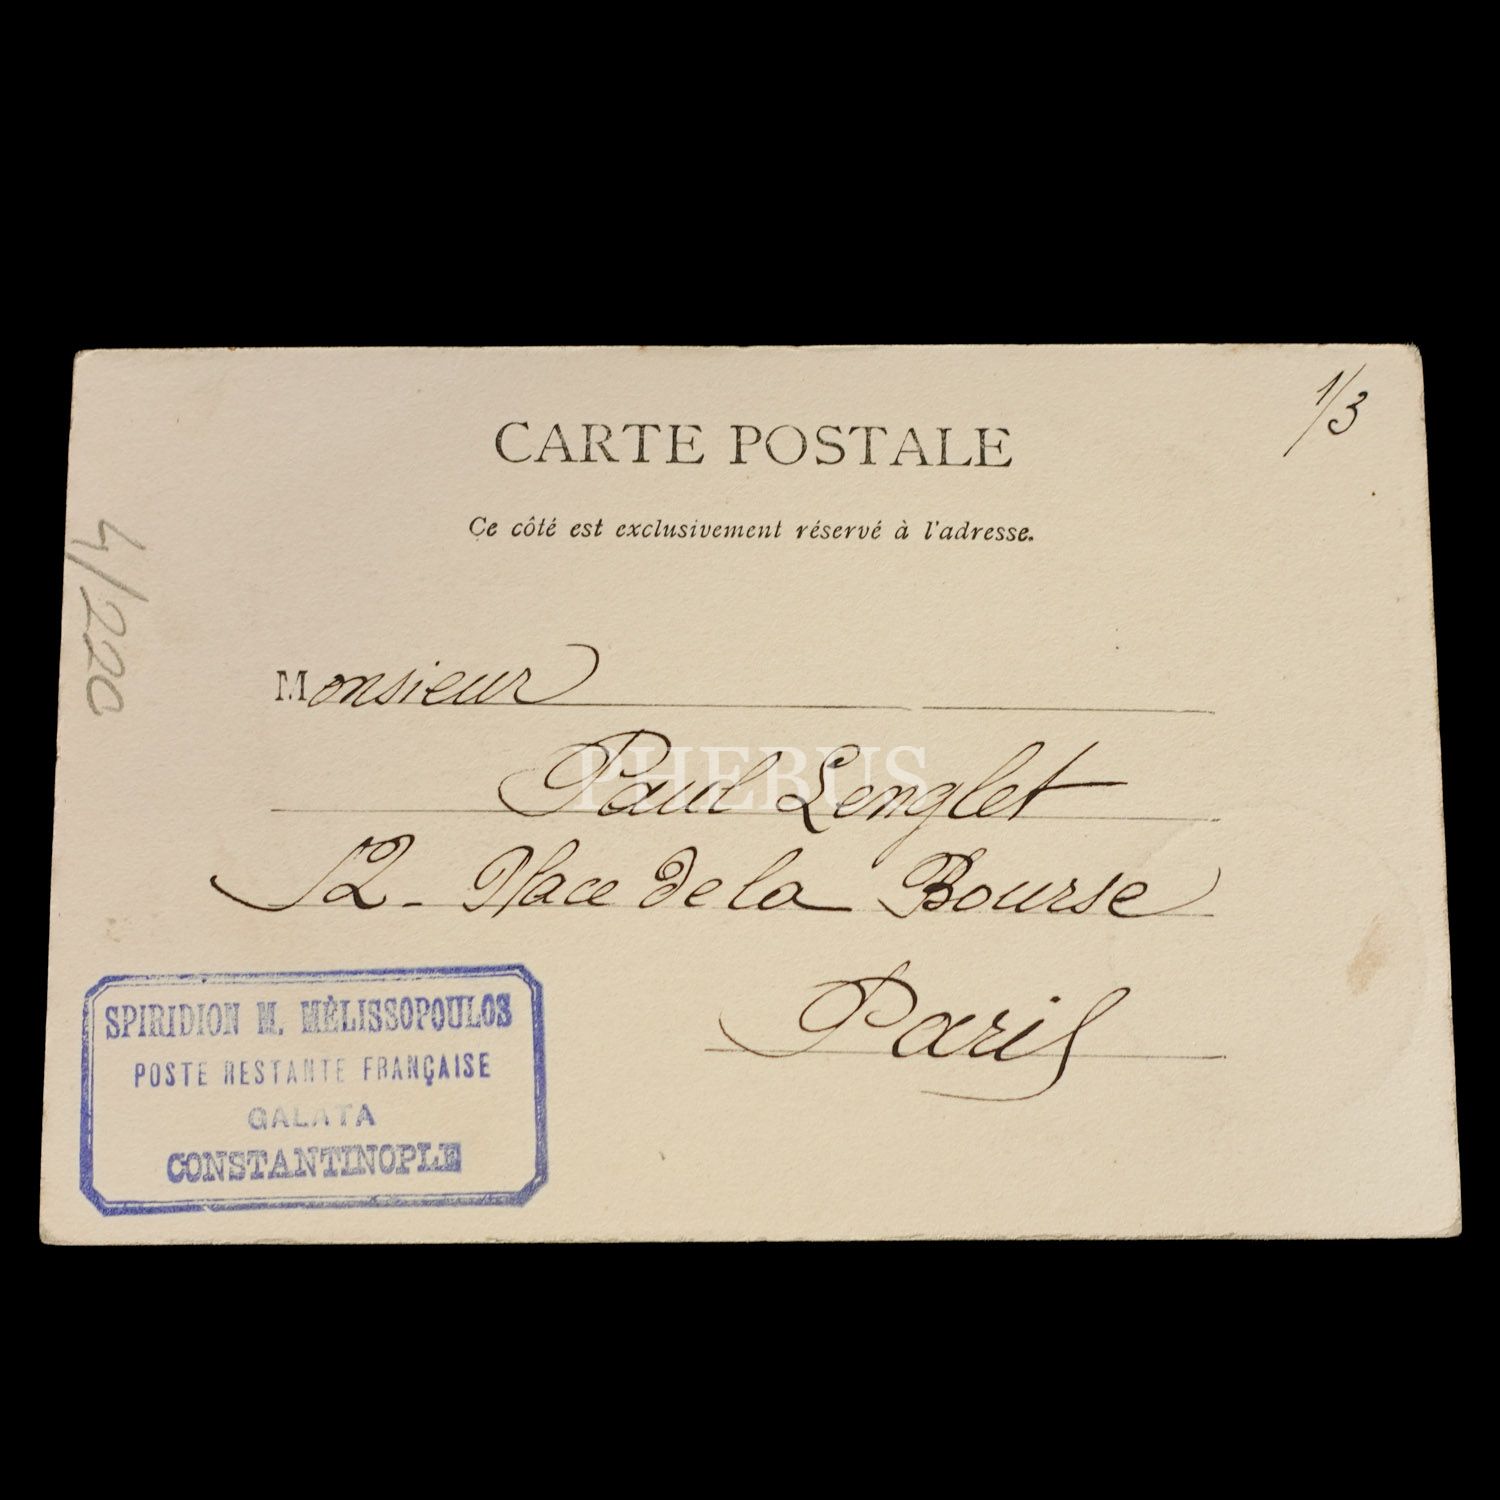 1/3
CARTE POSTALE
Ce côté est exclusivement réservé à l'adresse.
4/220
Monsieur
Paul Lenglet
12 - Place de la Bourse
Paris
SPIRIDION M. MÈLISSOPOULOS
POSTE RESTANTE FRANÇAISE
GALATA
CONSTANTINOPLE
PHEBUS